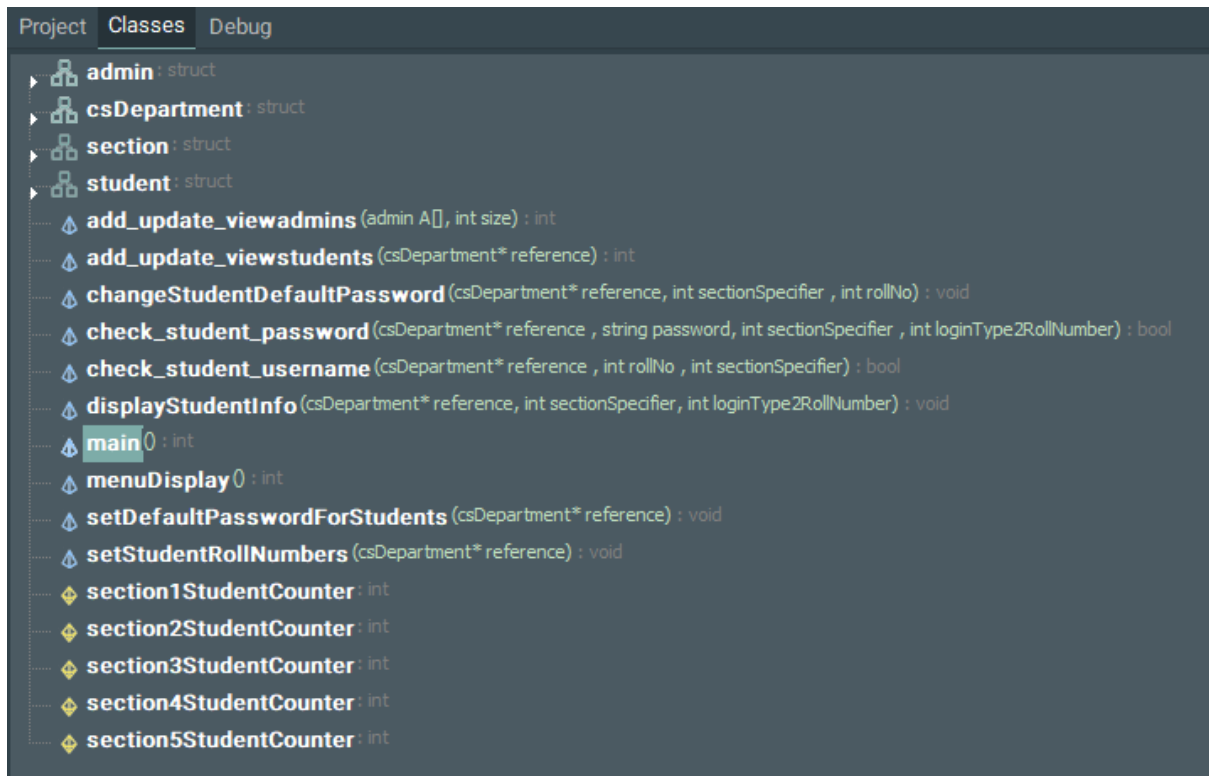 Project Classes Debug
admin : struct
csDepartment : struct
section : struct
student : struct
add_update_viewadmins (admin A[], int size) : int
add_update_viewstudents (csDepartment* reference) : int
changeStudentDefaultPassword (csDepartment* reference, int sectionSpecifier , int rollNo) : void
check_student_password (csDepartment* reference , string password, int sectionSpecifier , int loginType2RollNumber) : bool
check_student_username (csDepartment* reference , int rollNo , int sectionSpecifier) : bool
displayStudentInfo (csDepartment* reference, int sectionSpecifier, int loginType2RollNumber) : void
main () : int
menuDisplay () : int
setDefaultPasswordForStudents (csDepartment* reference) : void
setStudentRollNumbers (csDepartment* reference) : void
section1StudentCounter : int
section2StudentCounter : int
section3StudentCounter : int
section4StudentCounter : int
section5StudentCounter : int